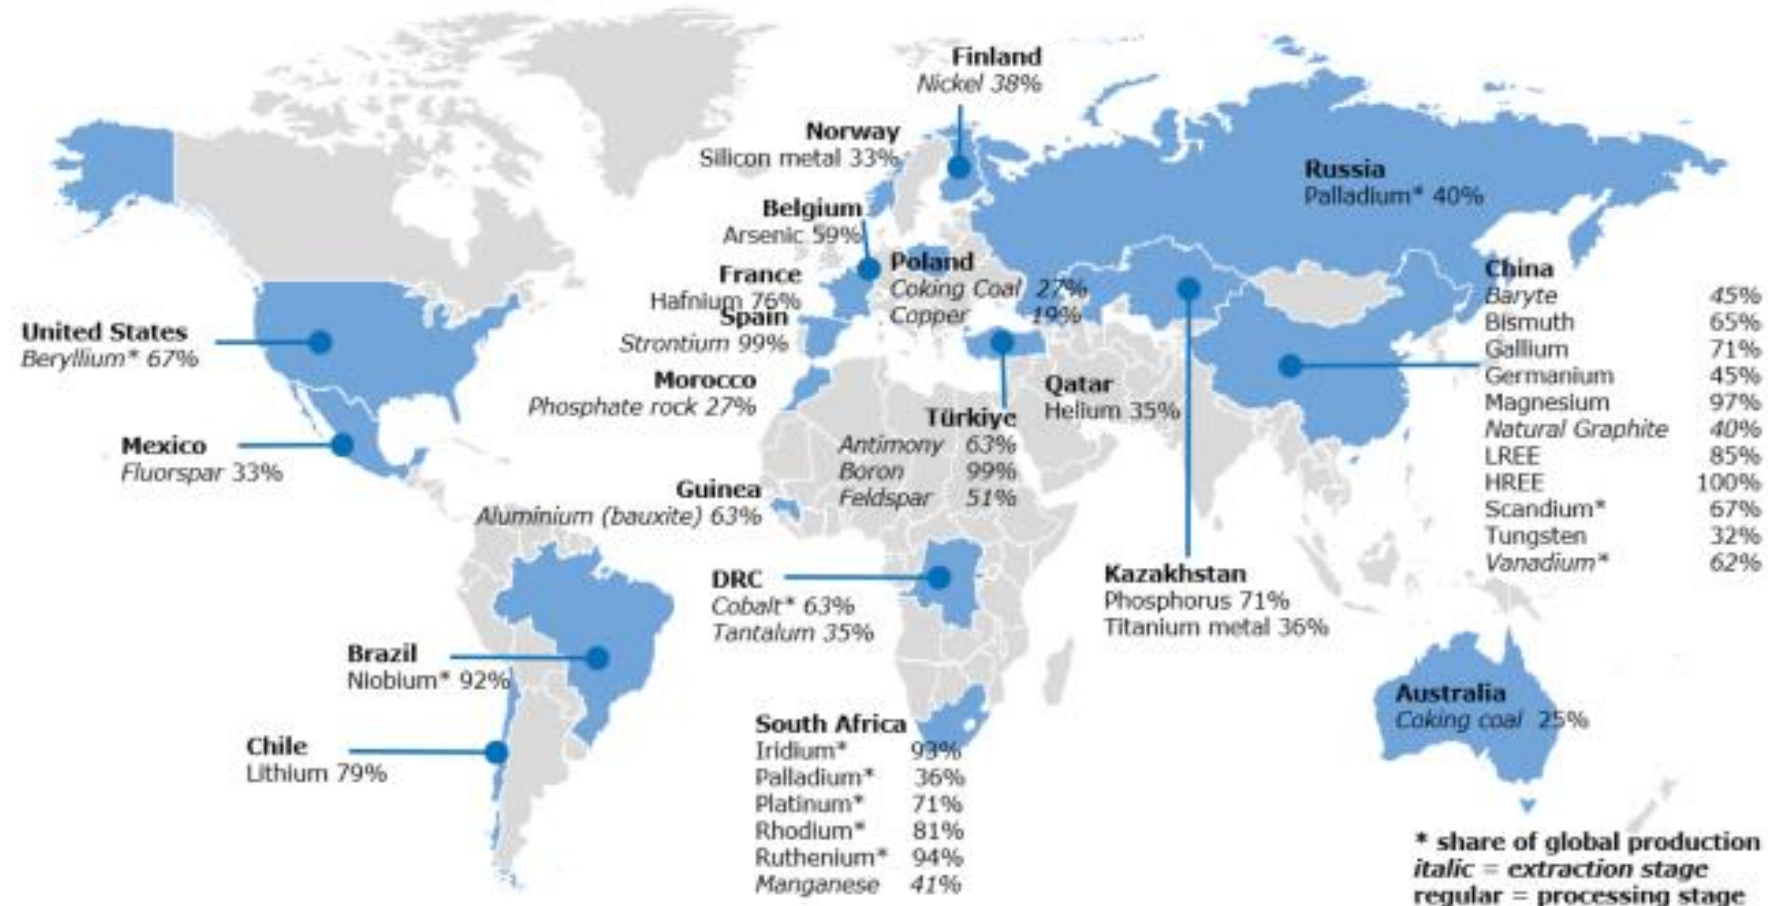 Finland
Nickel 38%
Norway
Silicon metal 33%
Belgium
Arsenic 59%
France
Hafnium 76%
Spain
Strontium 99%
Morocco
Phosphate rock 27%
Poland
Coking Coal 27%
Copper 19%
Russia
Palladium* 40%
China
Baryte 45%
Bismuth 65%
Gallium 71%
Germanium 45%
Magnesium 97%
Natural Graphite 40%
LREE 85%
HREE 100%
Scandium* 67%
Tungsten 32%
Vanadium* 62%
United States
Beryllium* 67%
Mexico
Fluorspar 33%
Qatar
Helium 35%
Türkiye
Antimony 63%
Boron 99%
Feldspar 51%
Guinea
Aluminium (bauxite) 63%
DRC
Cobalt* 63%
Tantalum 35%
Kazakhstan
Phosphorus 71%
Titanium metal 36%
Brazil
Niobium* 92%
Chile
Lithium 79%
South Africa
Iridium* 93%
Palladium* 36%
Platinum* 71%
Rhodium* 81%
Ruthenium* 94%
Manganese 41%
Australia
Coking coal 25%
* share of global production
italic = extraction stage
regular = processing stage